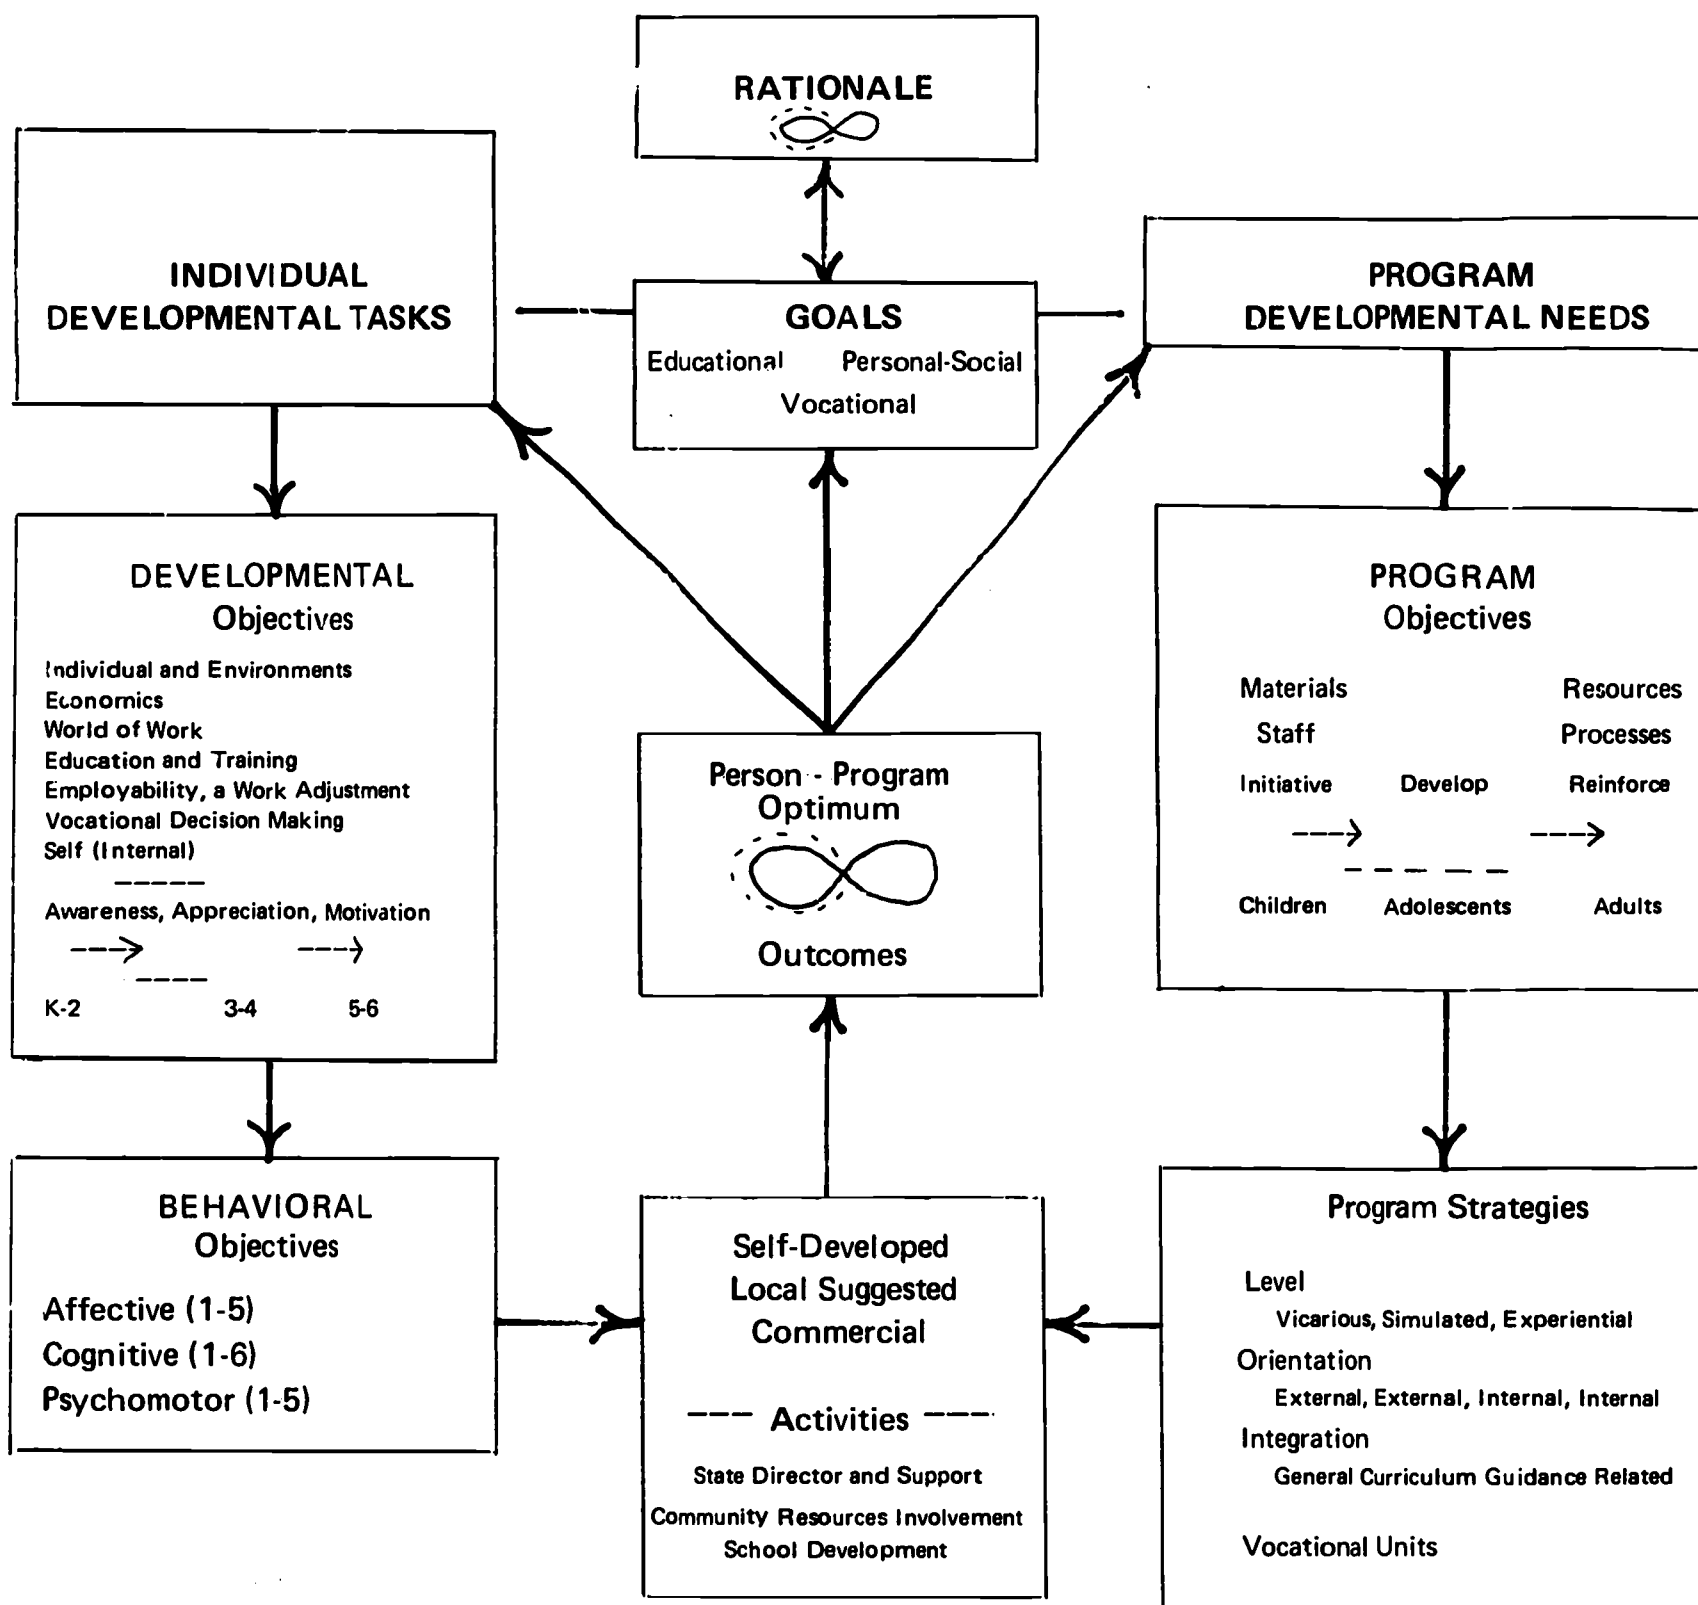 RATIONALE
INDIVIDUAL
DEVELOPMENTAL TASKS
GOALS
Educational Personal-Social
Vocational
PROGRAM
DEVELOPMENTAL NEEDS
DEVELOPMENTAL
Objectives
Individual and Environments
Economics
World of Work
Education and Training
Employability, a Work Adjustment
Vocational Decision Making
Self (Internal)
Awareness, Appreciation, Motivation
K-2 3-4 5-6
Person - Program
Optimum
Outcomes
PROGRAM
Objectives
Materials Resources
Staff Processes
Initiative Develop Reinforce
Children Adolescents Adults
BEHAVIORAL
Objectives
Affective (1-5)
Cognitive (1-6)
Psychomotor (1-5)
Self-Developed
Local Suggested
Commercial
--- Activities ---
State Director and Support
Community Resources Involvement
School Development
Program Strategies
Level
Vicarious, Simulated, Experiential
Orientation
External, External, Internal, Internal
Integration
General Curriculum Guidance Related
Vocational Units